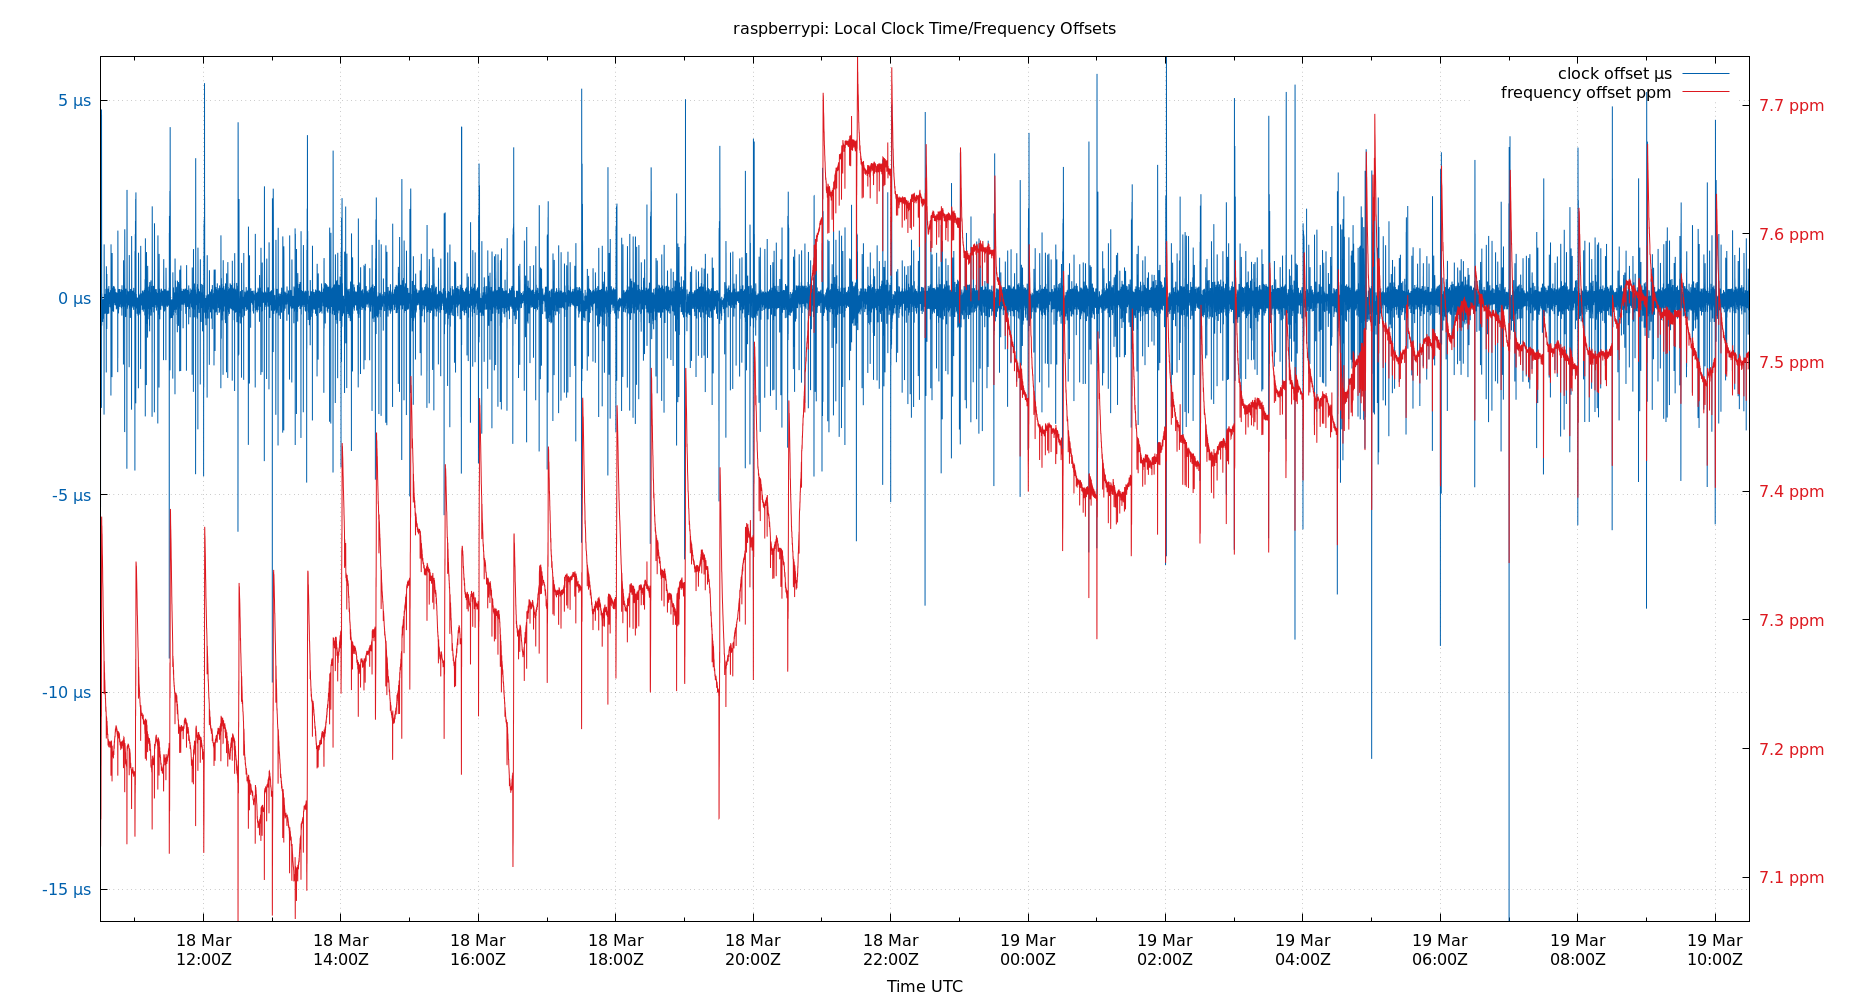 raspberrypi: Local Clock Time/Frequency Offsets
clock offset µs
frequency offset ppm
5 µs
0 µs
-5 µs
-10 µs
-15 µs
7.7 ppm
7.6 ppm
7.5 ppm
7.4 ppm
7.3 ppm
7.2 ppm
7.1 ppm
18 Mar 18 Mar 18 Mar 18 Mar 18 Mar 18 Mar 19 Mar 19 Mar 19 Mar 19 Mar 19 Mar 19 Mar
12:00Z 14:00Z 16:00Z 18:00Z 20:00Z 22:00Z 00:00Z 02:00Z 04:00Z 06:00Z 08:00Z 10:00Z
Time UTC